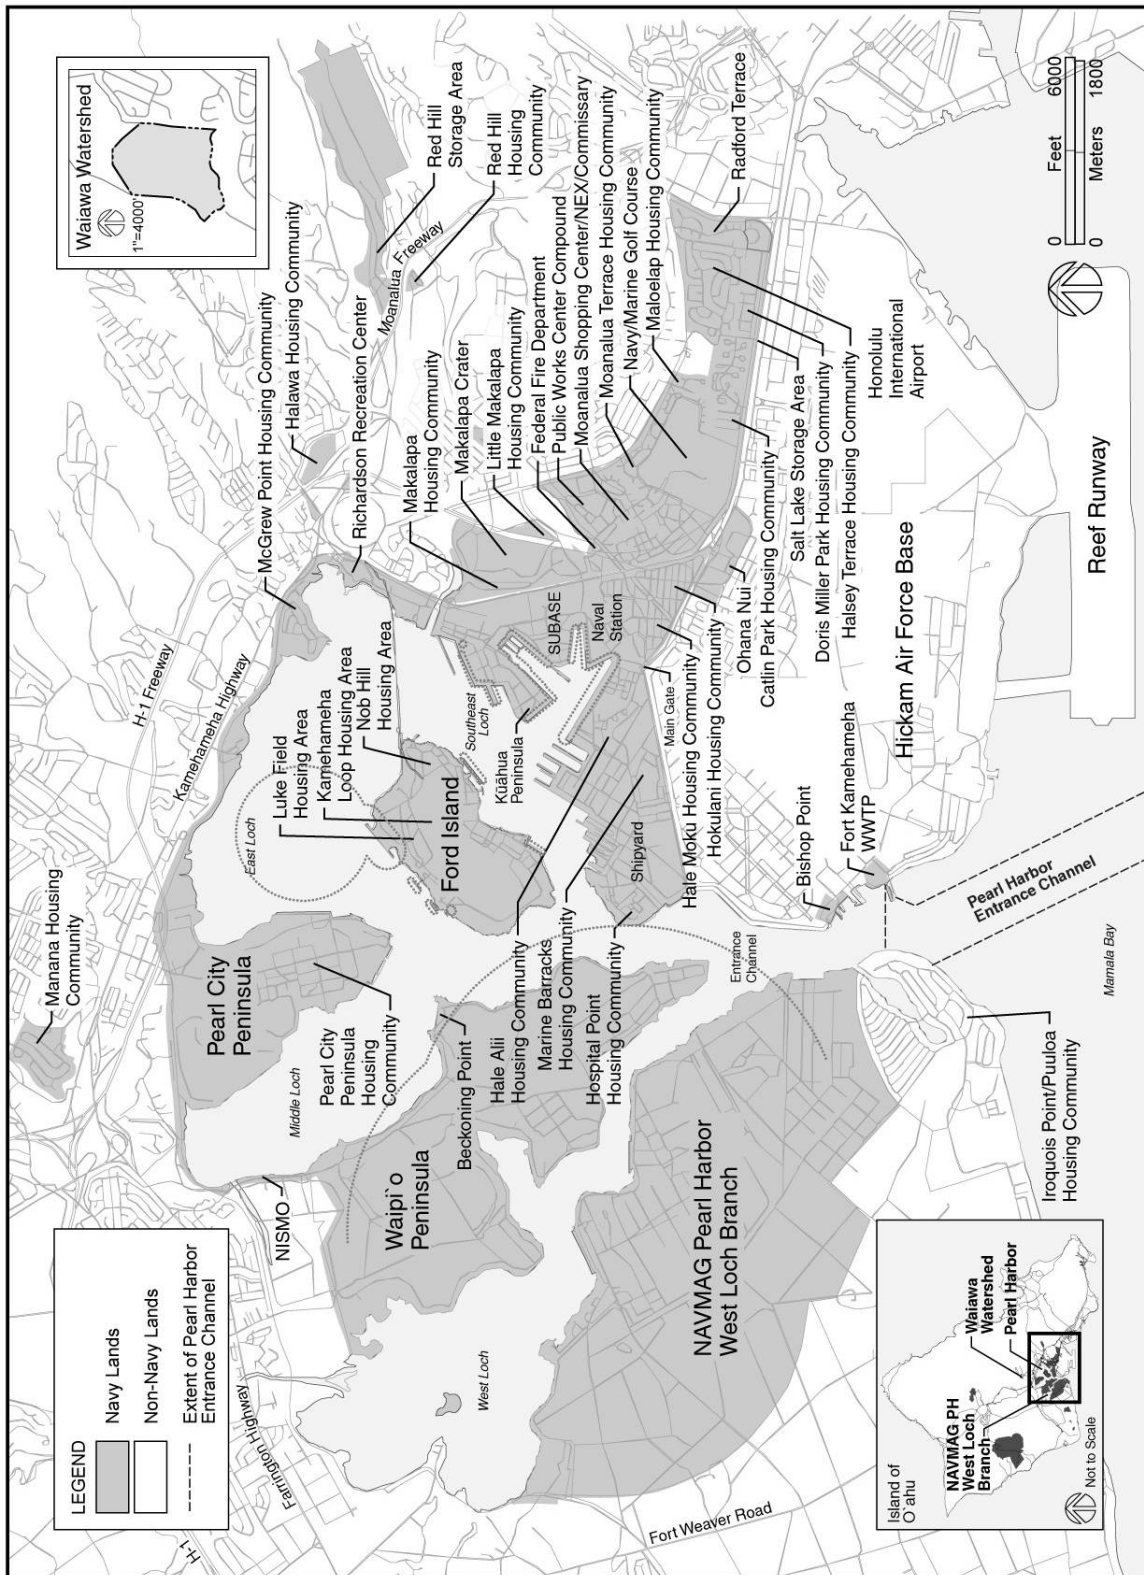 LEGEND
Navy Lands
Non-Navy Lands
Extent of Pearl Harbor
Entrance Channel
Manana Housing
Community
H-1 Freeway
Kamehameha Highway
McGrew Point Housing Community
Halawa Housing Community
Richardson Recreation Center
Waiawa Watershed
1"=4000'
Moanalua Freeway
Red Hill
Storage Area
Red Hill
Housing
Community
NISMO
H-1
Farrington Highway
Middle Loch
Pearl City
Peninsula
Pearl City
Peninsula
Housing
Community
East Loch
Luke Field
Housing Area
Kamehameha
Loop Housing Area
Nob Hill
Housing Area
Makalapa
Housing Community
Makalapa Crater
Little Makalapa
Housing Community
Federal Fire Department
Public Works Center Compound
Moanalua Shopping Center/NEX/Commissary
Moanalua Terrace Housing Community
Navy/Marine Golf Course
Maloelap Housing Community
Radford Terrace
Waipi`o
Peninsula
Beckoning Point
Ford Island
Southeast
Loch
Kūāhua
Peninsula
SUBASE
Naval
Station
West Loch
Hale Alii
Housing Community
Marine Barracks
Housing Community
Hospital Point
Housing Community
Shipyard
Main Gate
Hale Moku Housing Community
Hokulani Housing Community
Ohana Nui
Catlin Park Housing Community
Salt Lake Storage Area
Doris Miller Park Housing Community
Halsey Terrace Housing Community
Honolulu
International
Airport
NAVMAG Pearl Harbor
West Loch Branch
Entrance
Channel
Bishop Point
Fort Kamehameha
WWTP
Hickam Air Force Base
Fort Weaver Road
Pearl Harbor
Entrance Channel
Mamala Bay
Iroquois Point/Puuloa
Housing Community
Reef Runway
Island of
O`ahu
NAVMAG PH
West Loch
Branch
Waiawa
Watershed
Pearl Harbor
Not to Scale
0 Feet 6000
0 Meters 1800